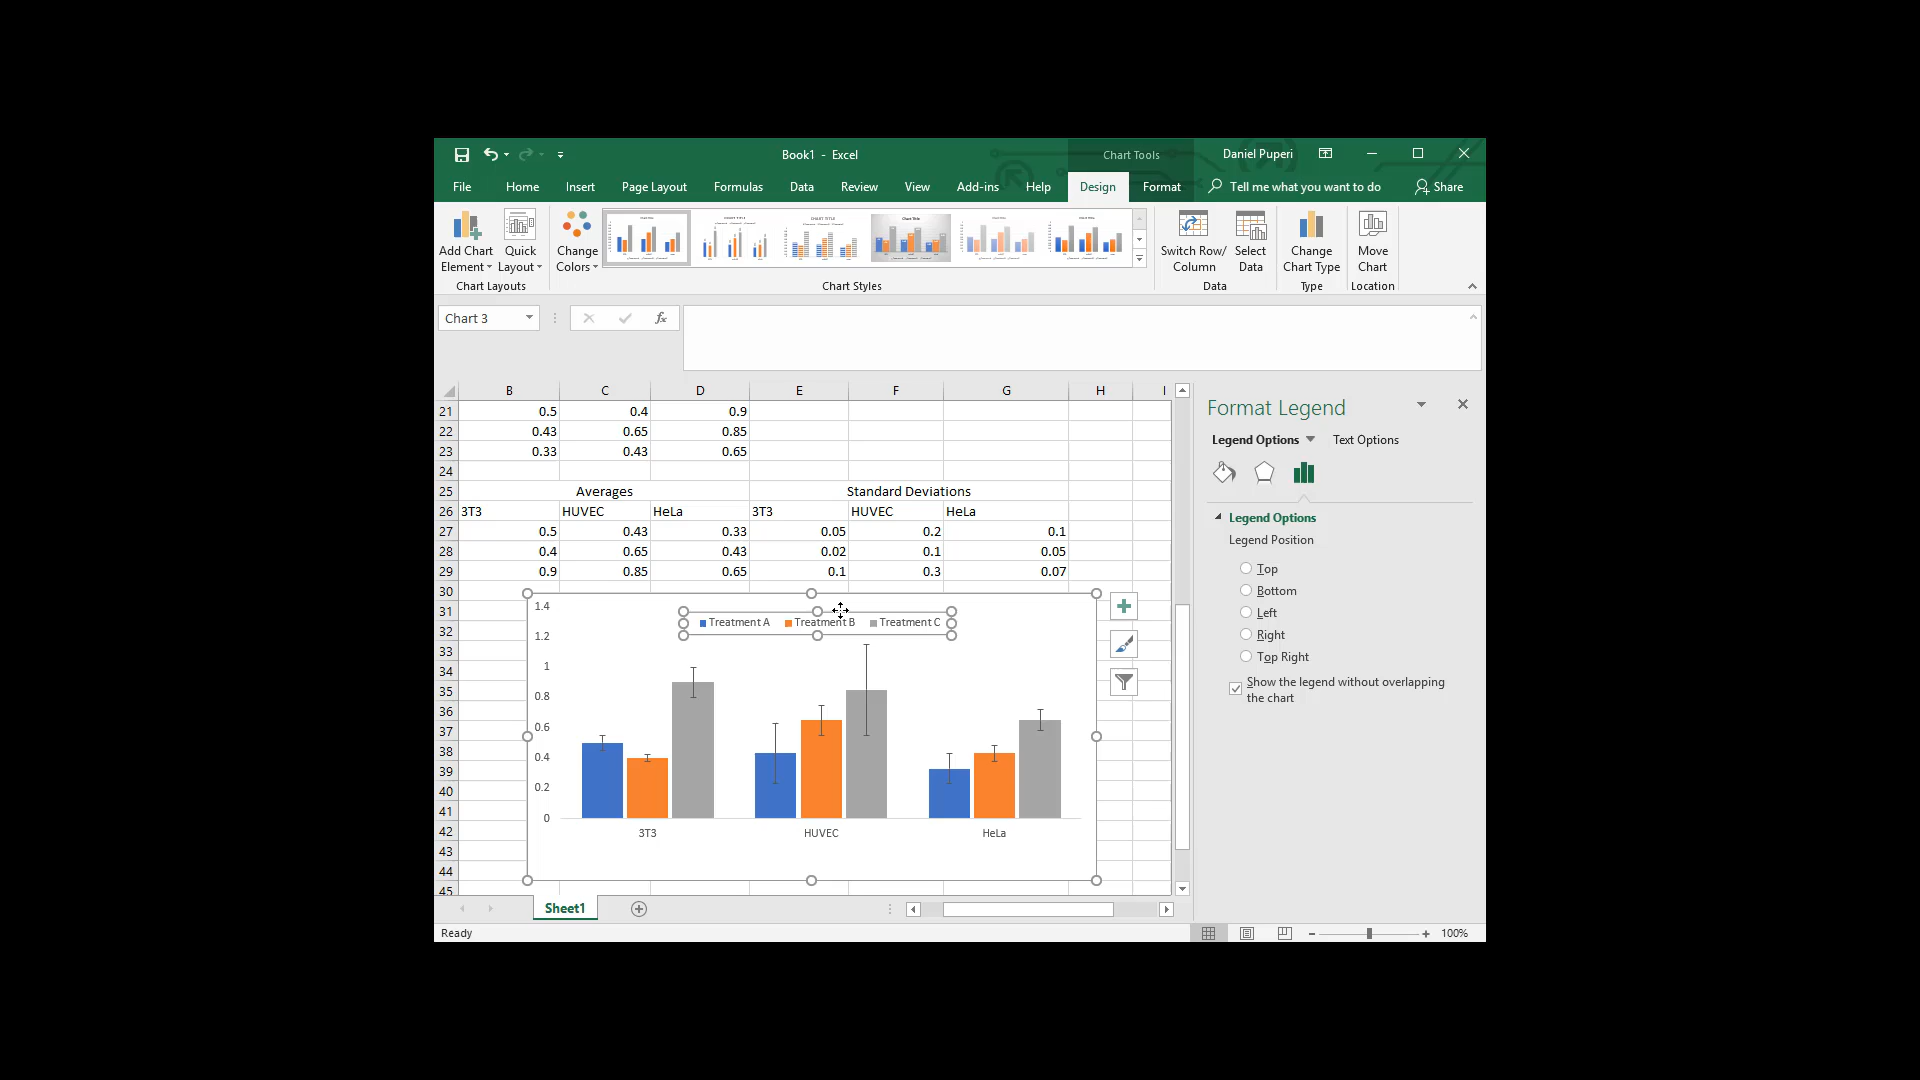 Book1 - Excel
Chart Tools
Daniel Puperi
File Home Insert Page Layout Formulas Data Review View Add-ins Help Design Format Tell me what you want to do Share
Add Chart Element
Quick Layout
Change Colors
Switch Row/ Column
Select Data
Change Chart Type
Move Chart
Chart Layouts Chart Styles Data Type Location
Chart 3 fx
B C D E F G H I
21 0.5 0.4 0.9
22 0.43 0.65 0.85
23 0.33 0.43 0.65
24
25 Averages Standard Deviations
26 3T3 HUVEC HeLa 3T3 HUVEC HeLa
27 0.5 0.43 0.33 0.05 0.2 0.1
28 0.4 0.65 0.43 0.02 0.1 0.05
29 0.9 0.85 0.65 0.1 0.3 0.07
30
31
32
33
34
35
36
37
38
39
40
41
42
43
44
45
Treatment A Treatment B Treatment C
1.4
1.2
1
0.8
0.6
0.4
0.2
0
3T3 HUVEC HeLa
Format Legend
Legend Options Text Options
Legend Options
Legend Position
Top
Bottom
Left
Right
Top Right
Show the legend without overlapping
the chart
Sheet1
Ready 100%